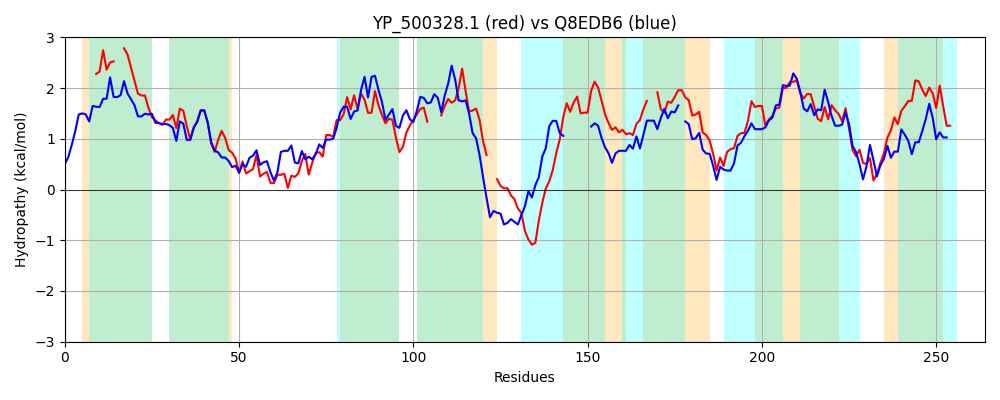 YP_500328.1 (red) vs Q8EDB6 (blue)
Hydropathy (kcal/mol)
3
2
1
0
−1
−2
−3
0 50 100 150 200 250
Residues